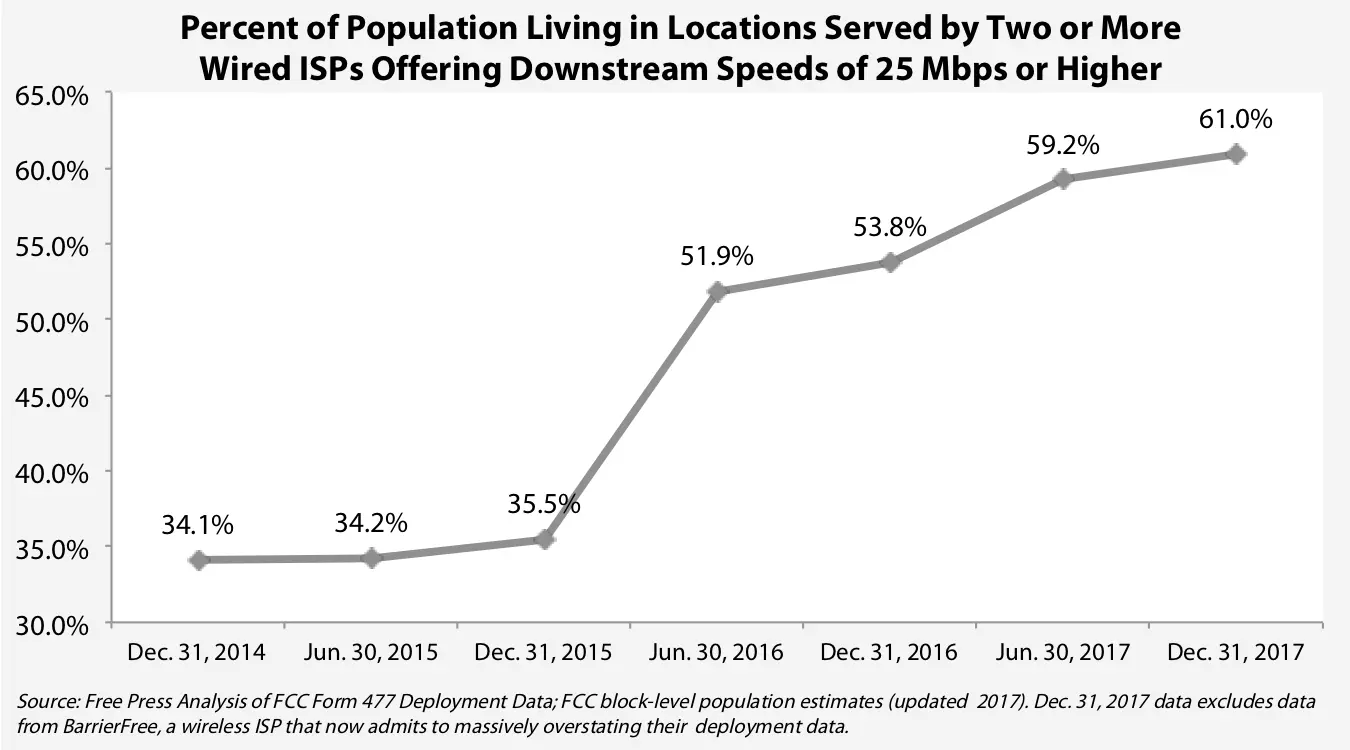 Percent of Population Living in Locations Served by Two or More
Wired ISPs Offering Downstream Speeds of 25 Mbps or Higher
65.0%
60.0%
55.0%
50.0%
45.0%
40.0%
35.0%
30.0%
34.1%
34.2%
35.5%
51.9%
53.8%
59.2%
61.0%
Dec. 31, 2014
Jun. 30, 2015
Dec. 31, 2015
Jun. 30, 2016
Dec. 31, 2016
Jun. 30, 2017
Dec. 31, 2017
Source: Free Press Analysis of FCC Form 477 Deployment Data; FCC block-level population estimates (updated 2017). Dec. 31, 2017 data excludes data
from BarrierFree, a wireless ISP that now admits to massively overstating their deployment data.